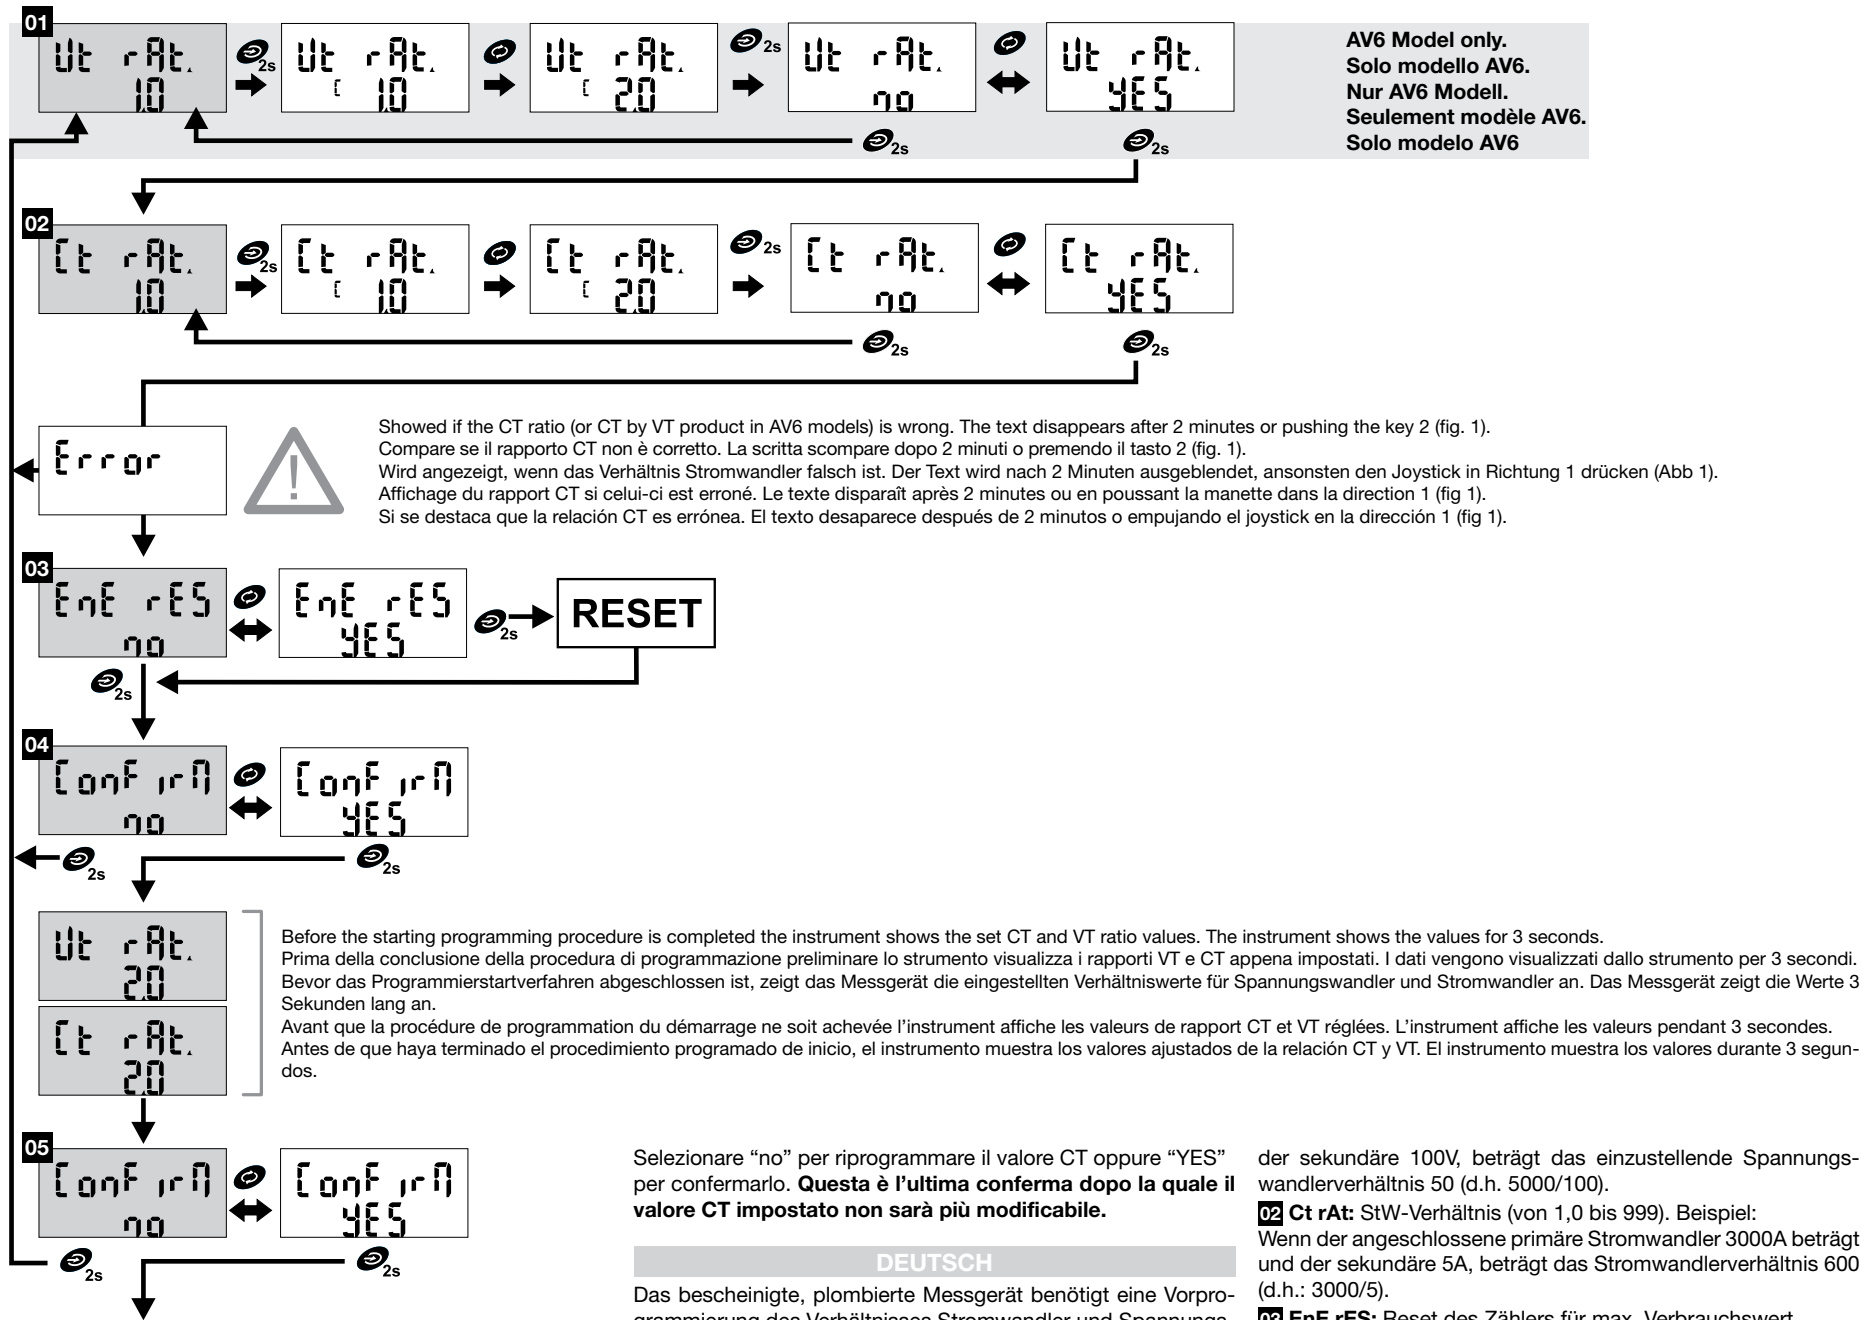 01
Ut rAt.
1.0
2s
Ut rAt.
C 1.0
Ut rAt.
C 2.0
2s
Ut rAt.
no
Ut rAt.
YES
2s
2s
AV6 Model only.
Solo modello AV6.
Nur AV6 Modell.
Seulement modèle AV6.
Solo modelo AV6
02
Ct rAt.
1.0
2s
Ct rAt.
C 1.0
Ct rAt.
C 2.0
2s
Ct rAt.
no
Ct rAt.
YES
2s
2s
Error
!
Showed if the CT ratio (or CT by VT product in AV6 models) is wrong. The text disappears after 2 minutes or pushing the key 2 (fig. 1).
Compare se il rapporto CT non è corretto. La scritta scompare dopo 2 minuti o premendo il tasto 2 (fig. 1).
Wird angezeigt, wenn das Verhältnis Stromwandler falsch ist. Der Text wird nach 2 Minuten ausgeblendet, ansonsten den Joystick in Richtung 1 drücken (Abb 1).
Affichage du rapport CT si celui-ci est erroné. Le texte disparaît après 2 minutes ou en poussant la manette dans la direction 1 (fig 1).
Si se destaca que la relación CT es errónea. El texto desaparece después de 2 minutos o empujando el joystick en la dirección 1 (fig 1).
03
EnE rES
no
EnE rES
YES
2s
RESET
2s
04
ConFirM
no
ConFirM
YES
2s
2s
Ut rAt.
2.0
Ct rAt.
2.0
Before the starting programming procedure is completed the instrument shows the set CT and VT ratio values. The instrument shows the values for 3 seconds.
Prima della conclusione della procedura di programmazione preliminare lo strumento visualizza i rapporti VT e CT appena impostati. I dati vengono visualizzati dallo strumento per 3 secondi.
Bevor das Programmierstartverfahren abgeschlossen ist, zeigt das Messgerät die eingestellten Verhältniswerte für Spannungswandler und Stromwandler an. Das Messgerät zeigt die Werte 3
Sekunden lang an.
Avant que la procédure de programmation du démarrage ne soit achevée l'instrument affiche les valeurs de rapport CT et VT réglées. L'instrument affiche les valeurs pendant 3 secondes.
Antes de que haya terminado el procedimiento programado de inicio, el instrumento muestra los valores ajustados de la relación CT y VT. El instrumento muestra los valores durante 3 segun-
dos.
05
ConFirM
no
ConFirM
YES
2s
2s
Selezionare “no” per riprogrammare il valore CT oppure “YES”
per confermarlo. Questa è l'ultima conferma dopo la quale il
valore CT impostato non sarà più modificabile.
DEUTSCH
Das bescheinigte, plombierte Messgerät benötigt eine Vorpro-
grammierung des Verhältnisses Stromwandler und Spannungs-
der sekundäre 100V, beträgt das einzustellende Spannungs-
wandlerverhältnis 50 (d.h. 5000/100).
02 Ct rAt: StW-Verhältnis (von 1,0 bis 999). Beispiel:
Wenn der angeschlossene primäre Stromwandler 3000A beträgt
und der sekundäre 5A, beträgt das Stromwandlerverhältnis 600
(d.h.: 3000/5).
03 EnE rES: Reset des Zählers für max. Verbrauchswert